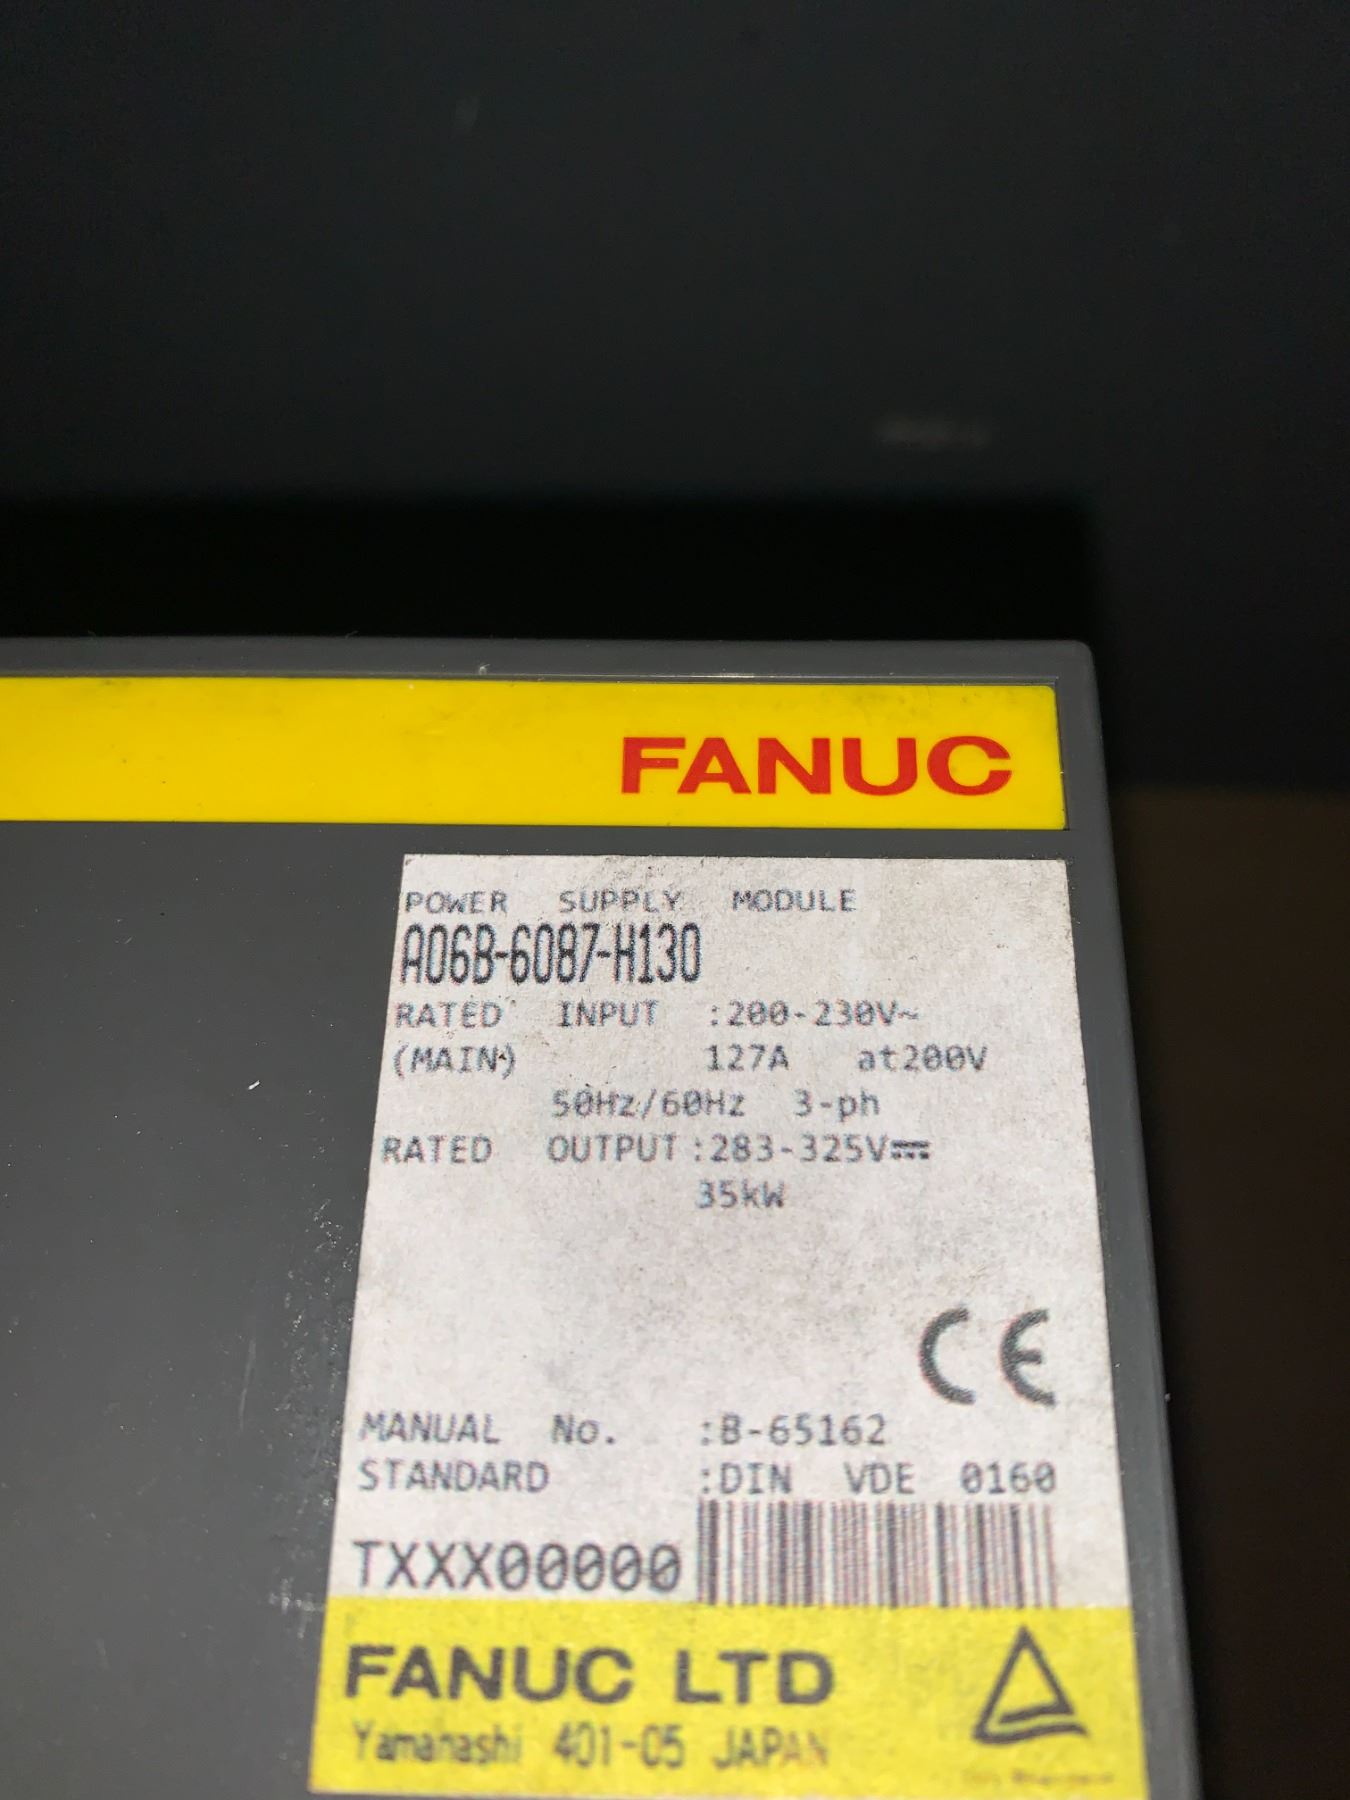 FANUC
POWER SUPPLY MODULE
A06B-6087-H130
RATED INPUT :200-230V~
(MAIN) 127A at200V
50Hz/60Hz 3-ph
RATED OUTPUT:283-325V⎓
35kW
CE
MANUAL No. :B-65162
STANDARD :DIN VDE 0160
TXXX00000
FANUC LTD
Yamanashi 401-05 JAPAN